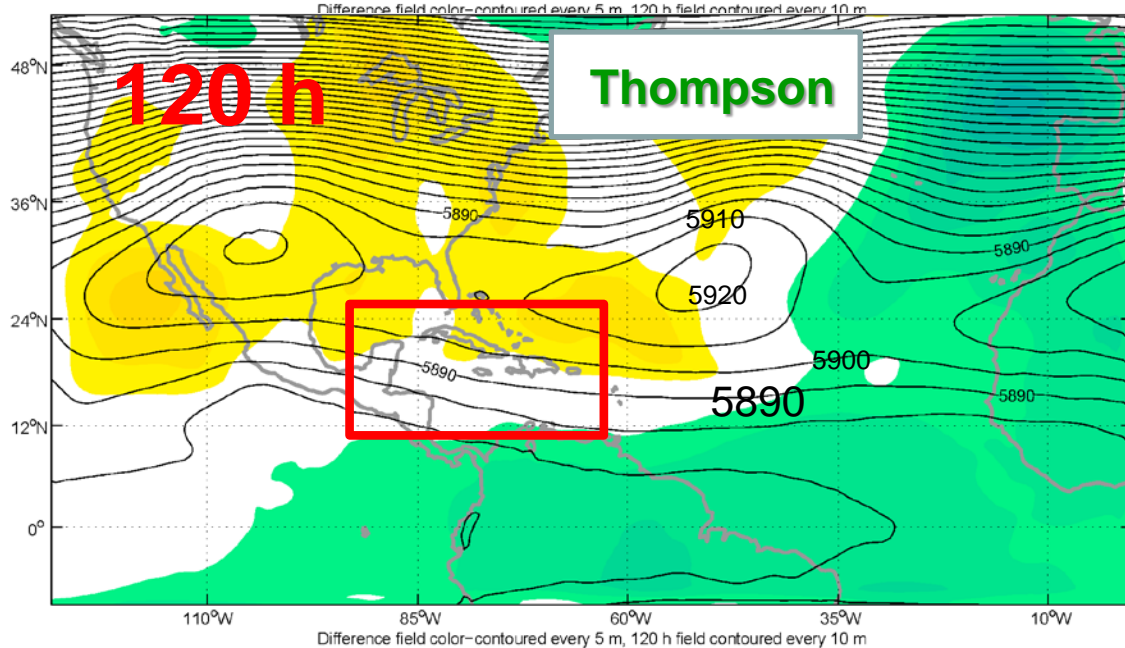 Difference field color-contoured every 5 m, 120 h field contoured every 10 m
48°N
120 h
Thompson
36°N
5890
5910
5890
5920
24°N
5890
5900
5890
5890
12°N
0°
110°W
85°W
60°W
35°W
10°W
Difference field color-contoured every 5 m, 120 h field contoured every 10 m